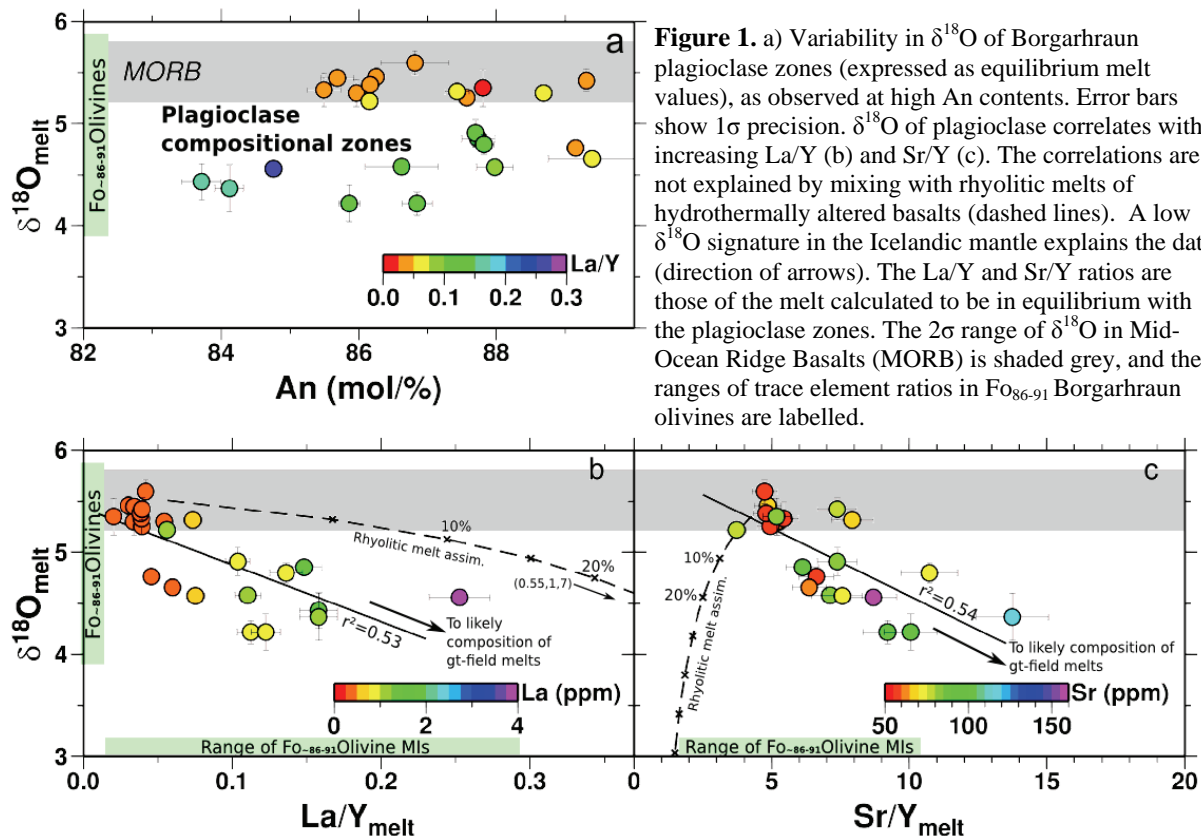 6
5
4
3
δ18Omelt
Fo~86-91Olivines
MORB
a
Plagioclase
compositional zones
La/Y
0.0 0.1 0.2 0.3
82 84 86 88
An (mol/%)
Figure 1. a) Variability in δ18O of Borgarhraun
plagioclase zones (expressed as equilibrium melt
values), as observed at high An contents. Error bars
show 1σ precision. δ18O of plagioclase correlates with
increasing La/Y (b) and Sr/Y (c). The correlations are
not explained by mixing with rhyolitic melts of
hydrothermally altered basalts (dashed lines). A low
δ18O signature in the Icelandic mantle explains the dat
(direction of arrows). The La/Y and Sr/Y ratios are
those of the melt calculated to be in equilibrium with
the plagioclase zones. The 2σ range of δ18O in Mid-
Ocean Ridge Basalts (MORB) is shaded grey, and the
ranges of trace element ratios in Fo86-91 Borgarhraun
olivines are labelled.
6
5
4
3
δ18Omelt
Fo~86-91Olivines
b
10%
Rhyolitic melt assim.
20%
(0.55,1.7)
r²=0.53
To likely composition of
gt-field melts
La (ppm)
0 2 4
Range of Fo~86-91Olivine MIs
0.0 0.1 0.2 0.3
La/Ymelt
c
10%
20%
Rhyolitic melt assim.
r²=0.54
To likely composition of
gt-field melts
Sr (ppm)
50 100 150
Range of Fo~86-91Olivine MIs
0 5 10 15 20
Sr/Ymelt